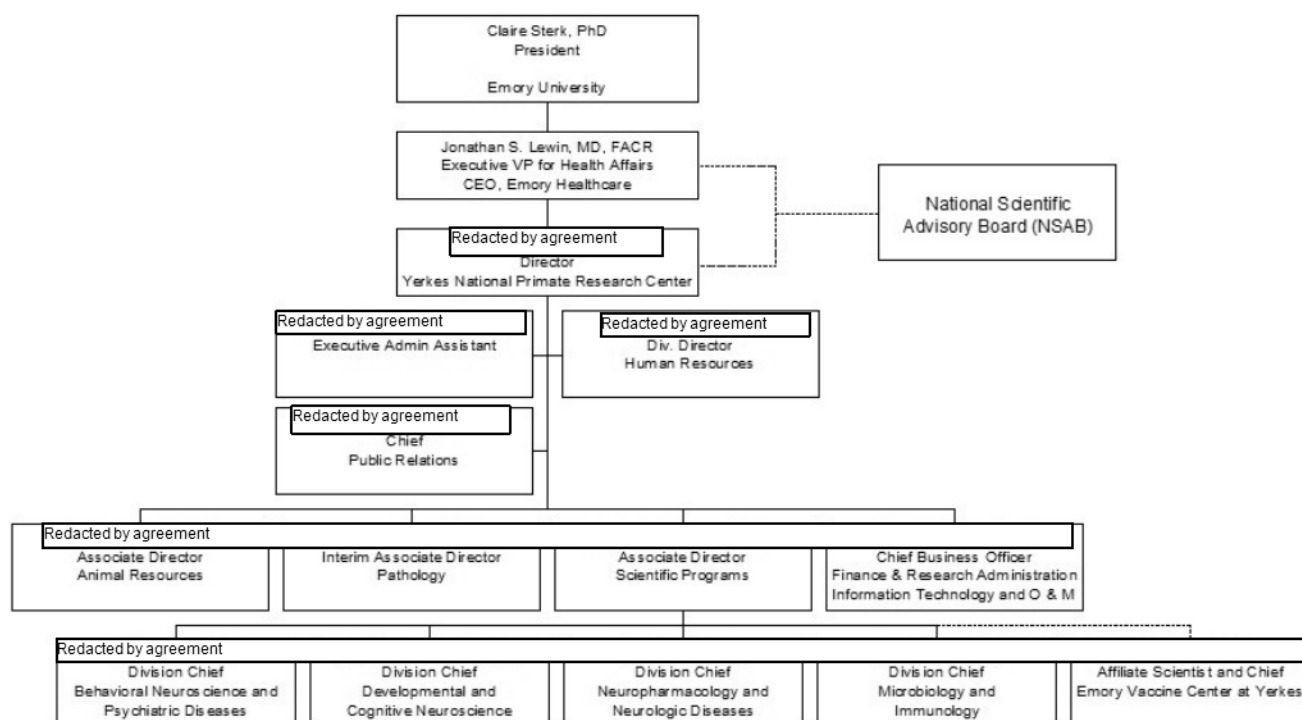 Claire Sterk, PhD
President
Emory University
Jonathan S. Lewin, MD, FACR
Executive VP for Health Affairs
CEO, Emory Healthcare
National Scientific
Advisory Board (NSAB)
Redacted by agreement
Director
Yerkes National Primate Research Center
Redacted by agreement
Executive Admin Assistant
Redacted by agreement
Div. Director
Human Resources
Redacted by agreement
Chief
Public Relations
Redacted by agreement
Associate Director
Animal Resources
Interim Associate Director
Pathology
Associate Director
Scientific Programs
Chief Business Officer
Finance & Research Administration
Information Technology and O & M
Redacted by agreement
Division Chief
Behavioral Neuroscience and
Psychiatric Diseases
Division Chief
Developmental and
Cognitive Neuroscience
Division Chief
Neuropharmacology and
Neurologic Diseases
Division Chief
Microbiology and
Immunology
Affiliate Scientist and Chief
Emory Vaccine Center at Yerkes